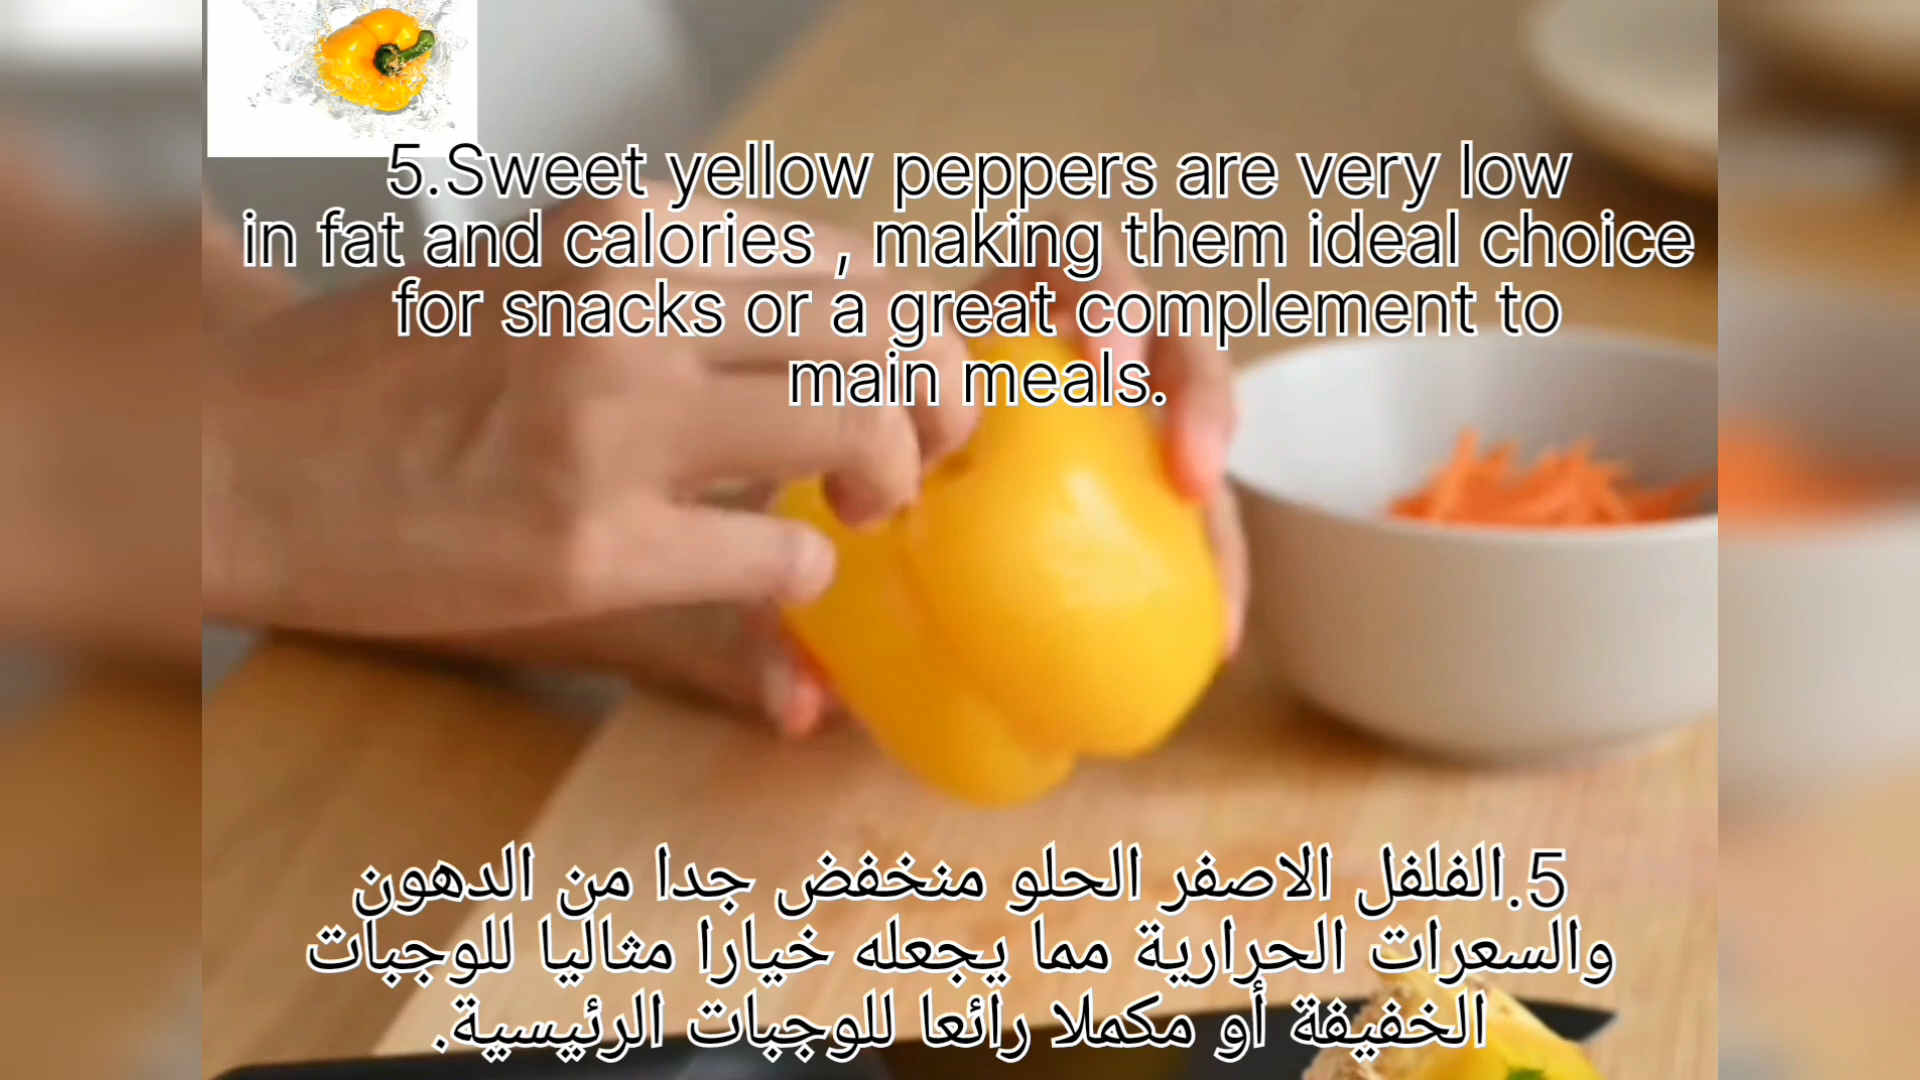 5.Sweet yellow peppers are very low
in fat and calories , making them ideal choice
for snacks or a great complement to
main meals.
5.الفلفل الاصفر الحلو منخفض جدا من الدهون
والسعرات الحرارية مما يجعله خيارا مثاليا للوجبات
الخفيفة أو مكملا رائعا للوجبات الرئيسية.